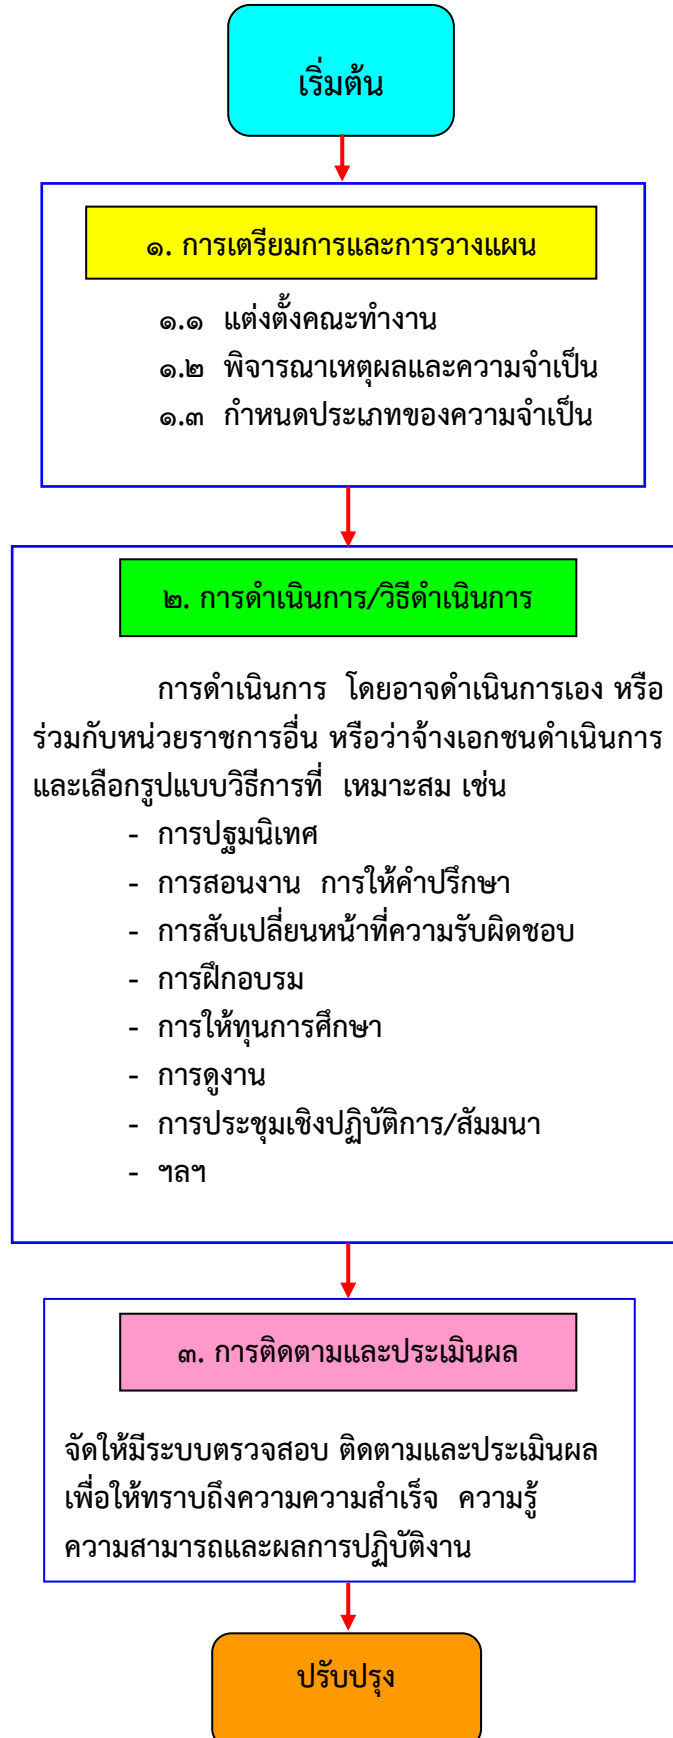 เริ่มต้น
๑. การเตรียมการและการวางแผน
๑.๑ แต่งตั้งคณะทำงาน
๑.๒ พิจารณาเหตุผลและความจำเป็น
๑.๓ กำหนดประเภทของความจำเป็น
๒. การดำเนินการ/วิธีดำเนินการ
การดำเนินการ โดยอาจดำเนินการเอง หรือ
ร่วมกับหน่วยราชการอื่น หรือว่าจ้างเอกชนดำเนินการ
และเลือกรูปแบบวิธีการที่ เหมาะสม เช่น
- การปฐมนิเทศ
- การสอนงาน การให้คำปรึกษา
- การสับเปลี่ยนหน้าที่ความรับผิดชอบ
- การฝึกอบรม
- การให้ทุนการศึกษา
- การดูงาน
- การประชุมเชิงปฏิบัติการ/สัมมนา
- ฯลฯ
๓. การติดตามและประเมินผล
จัดให้มีระบบตรวจสอบ ติดตามและประเมินผล
เพื่อให้ทราบถึงความความสำเร็จ ความรู้
ความสามารถและผลการปฏิบัติงาน
ปรับปรุง